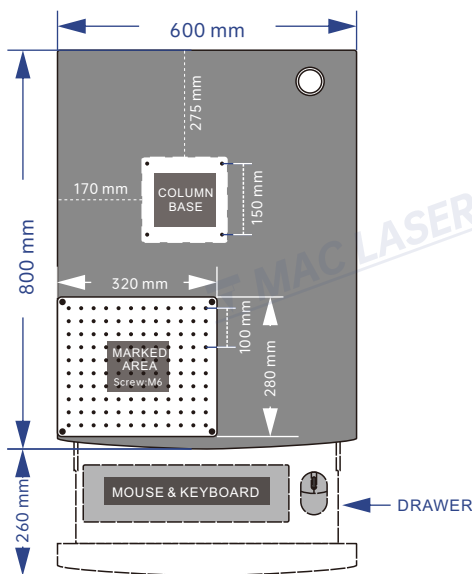 600 mm
275 mm
170 mm
COLUMN
BASE
150 mm
800 mm
MAC LASER
320 mm
100 mm
MARKED
AREA
Screw:M6
280 mm
260 mm
MOUSE & KEYBOARD
DRAWER